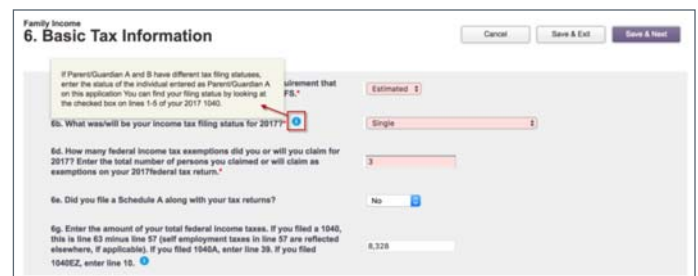 Family Income
6. Basic Tax Information
Cancel
Save & Exit
Save & Next
If Parent/Guardian A and B have different tax filing statuses,
enter the status of the individual entered as Parent/Guardian A
on this application You can find your filing status by looking at
the checked box on lines 1-5 of your 2017 1040.
uirement that
FS.*
Estimated
6b. What was/will be your income tax filing status for 2017?*
Single
6d. How many federal income tax exemptions did you or will you claim for
2017? Enter the total number of persons you claimed or will claim as
exemptions on your 2017federal tax return.*
3
6e. Did you file a Schedule A along with your tax returns?
No
6g. Enter the amount of your total federal income taxes. If you filed a 1040,
this is line 63 minus line 57 (self employment taxes in line 57 are reflected
elsewhere, if applicable). If you filed 1040A, enter line 39. If you filed
1040EZ, enter line 10.
8,328